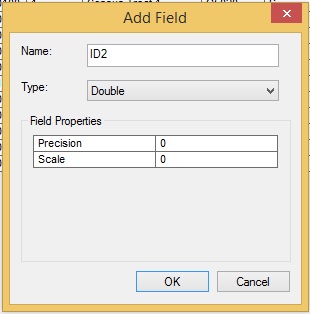 Add Field
Name: ID2
Type: Double
Field Properties
Precision 0
Scale 0
OK Cancel